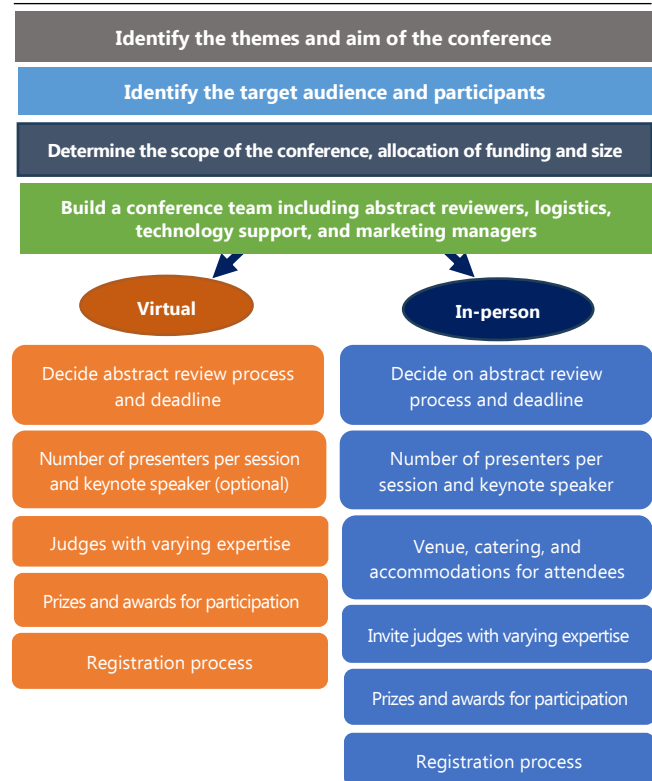 Identify the themes and aim of the conference
Identify the target audience and participants
Determine the scope of the conference, allocation of funding and size
Build a conference team including abstract reviewers, logistics,
technology support, and marketing managers
Virtual
Decide abstract review process
and deadline
Number of presenters per session
and keynote speaker (optional)
Judges with varying expertise
Prizes and awards for participation
Registration process
In-person
Decide on abstract review
process and deadline
Number of presenters per
session and keynote speaker
Venue, catering, and
accommodations for attendees
Invite judges with varying expertise
Prizes and awards for participation
Registration process